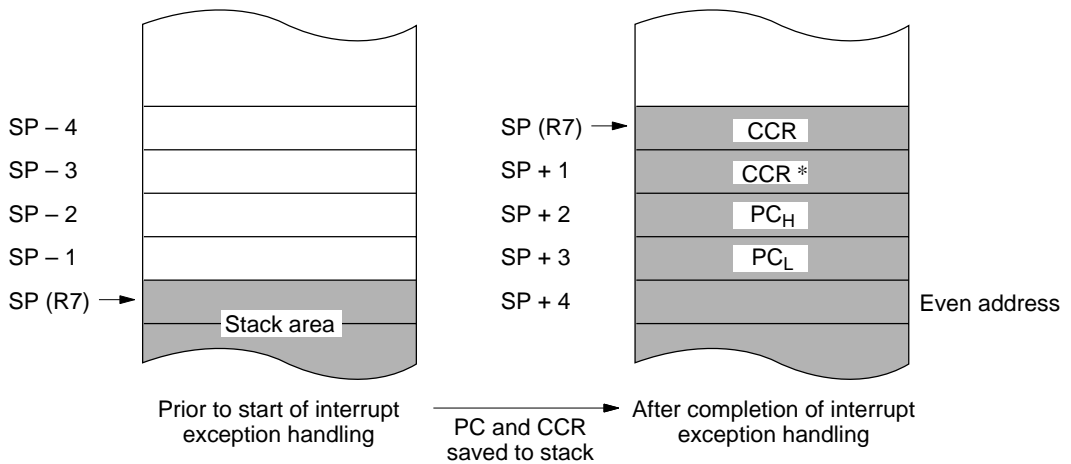 SP – 4
SP – 3
SP – 2
SP – 1
SP (R7)
Stack area
SP (R7)
SP + 1
SP + 2
SP + 3
SP + 4
CCR
CCR *
PCH
PCL
Even address
Prior to start of interrupt
exception handling
PC and CCR
saved to stack
After completion of interrupt
exception handling